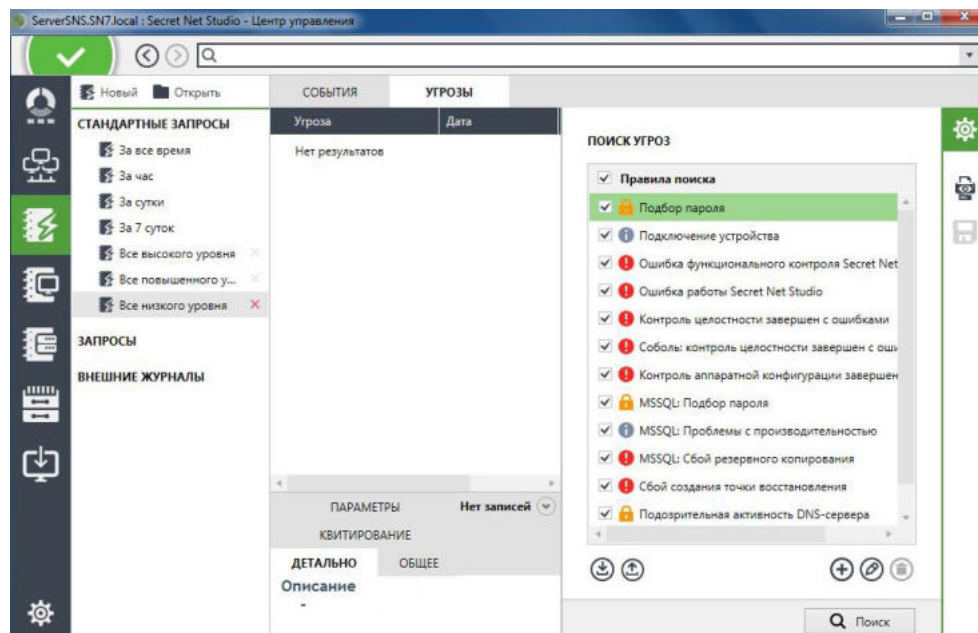 ServerSNS.SN7.local : Secret Net Studio - Центр управления
Новый Открыть
СТАНДАРТНЫЕ ЗАПРОСЫ
За все время
За час
За сутки
За 7 суток
Все высокого уровня
Все повышенного у...
Все низкого уровня
ЗАПРОСЫ
ВНЕШНИЕ ЖУРНАЛЫ
СОБЫТИЯ УГРОЗЫ
Угроза Дата
Нет результатов
ПАРАМЕТРЫ Нет записей
КВИТИРОВАНИЕ
ДЕТАЛЬНО ОБЩЕЕ
Описание
-
ПОИСК УГРОЗ
Правила поиска
Подбор пароля
Подключение устройства
Ошибка функционального контроля Secret Net
Ошибка работы Secret Net Studio
Контроль целостности завершен с ошибками
Соболь: контроль целостности завершен с оши
Контроль аппаратной конфигурации завершен
MSSQL: Подбор пароля
MSSQL: Проблемы с производительностью
MSSQL: Сбой резервного копирования
Сбой создания точки восстановления
Подозрительная активность DNS-сервера
Поиск